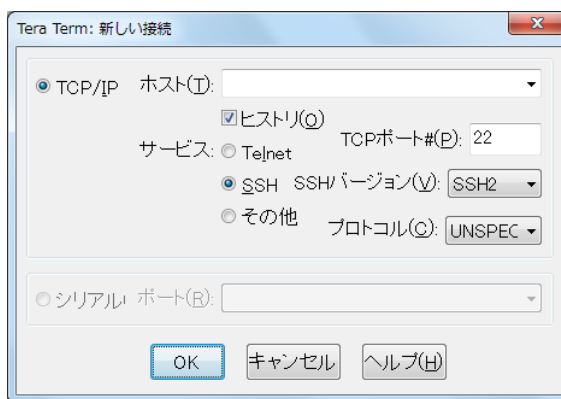 Tera Term: 新しい接続
TCP/IP ホスト(T):
ヒストリ(O)
サービス: Telnet TCPポート#(P): 22
SSH SSHバージョン(V): SSH2
その他 プロトコル(C): UNSPEC
シリアル ポート(R):
OK キャンセル ヘルプ(H)